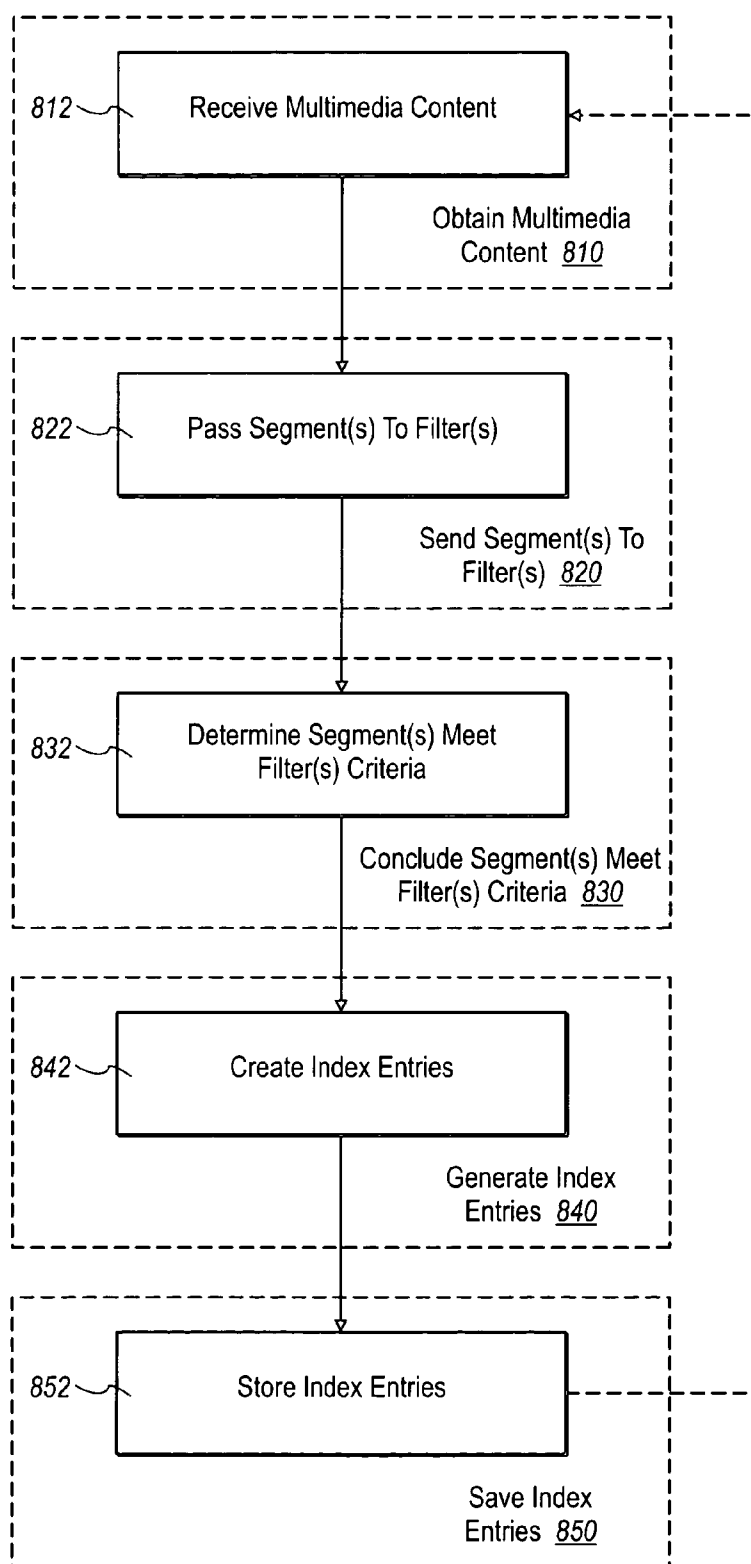 812
Receive Multimedia Content
Obtain Multimedia
Content 810
822
Pass Segment(s) To Filter(s)
Send Segment(s) To
Filter(s) 820
832
Determine Segment(s) Meet
Filter(s) Criteria
Conclude Segment(s) Meet
Filter(s) Criteria 830
842
Create Index Entries
Generate Index
Entries 840
852
Store Index Entries
Save Index
Entries 850